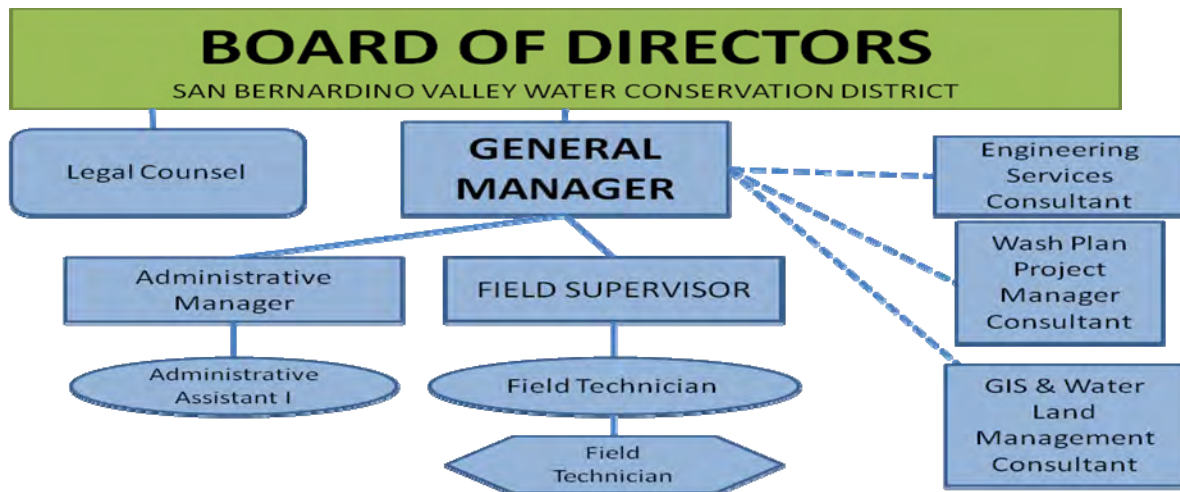 BOARD OF DIRECTORS
SAN BERNARDINO VALLEY WATER CONSERVATION DISTRICT
Legal Counsel
GENERAL
MANAGER
Engineering
Services
Consultant
Wash Plan
Project
Manager
Consultant
GIS & Water
Land
Management
Consultant
Administrative
Manager
FIELD SUPERVISOR
Administrative
Assistant I
Field Technician
Field
Technician